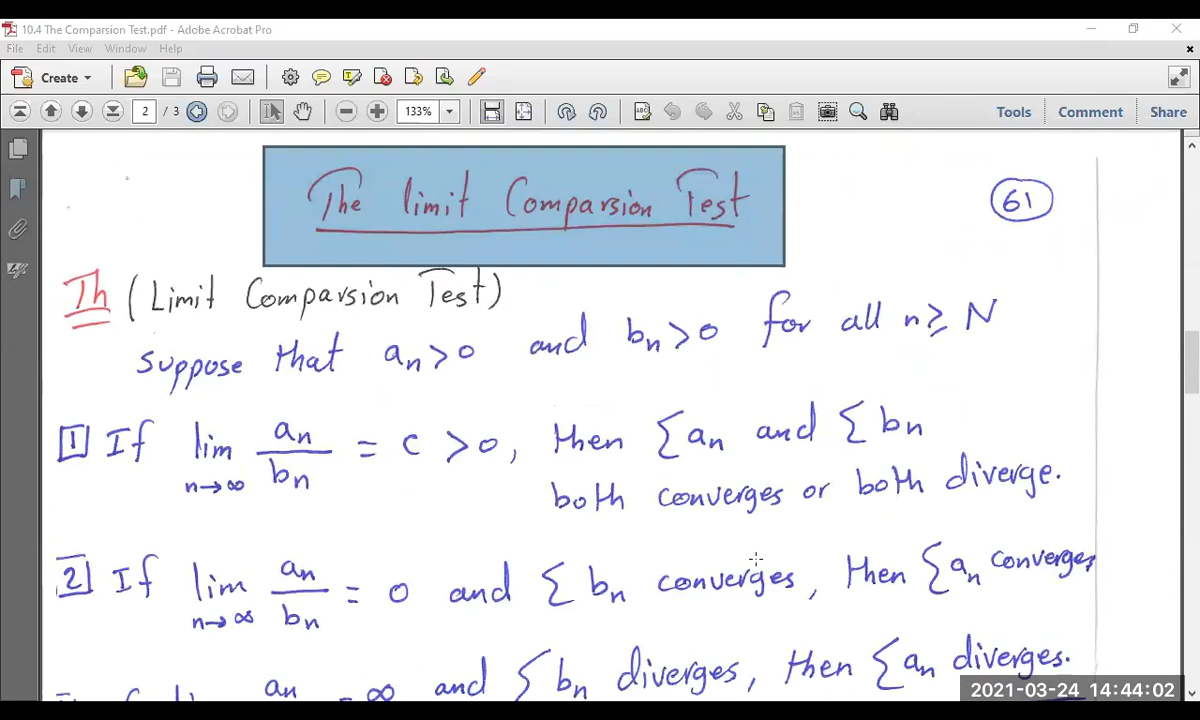 10.4 The Comparsion Test.pdf - Adobe Acrobat Pro
File Edit View Window Help
Create
2 / 3 133% Tools Comment Share
The limit Comparsion Test
61
Th (Limit Comparsion Test)
suppose that an>0 and bn>0 for all n≥N
1 If lim n→∞ an/bn = c >0, then Σan and Σbn
both converges or both diverge.
2 If lim n→∞ an/bn = 0 and Σbn converges, then Σan converges
an = ∞ and Σbn diverges, then Σan diverges.
2021-03-24 14:44:02